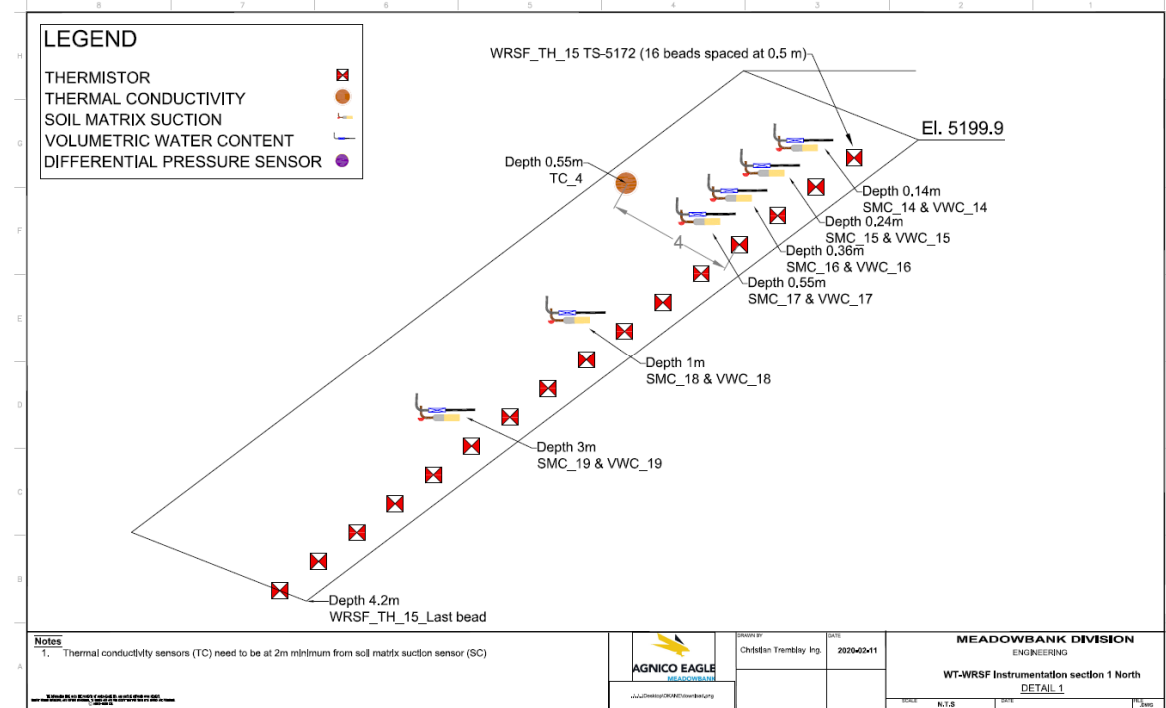 8 7 6 5 4 3 2 1
LEGEND
THERMISTOR
THERMAL CONDUCTIVITY
SOIL MATRIX SUCTION
VOLUMETRIC WATER CONTENT
DIFFERENTIAL PRESSURE SENSOR
WRSF_TH_15 TS-5172 (16 beads spaced at 0.5 m)
El. 5199.9
Depth 0.55m
TC_4
4
Depth 0.14m
SMC_14 & VWC_14
Depth 0.24m
SMC_15 & VWC_15
Depth 0.36m
SMC_16 & VWC_16
Depth 0.55m
SMC_17 & VWC_17
Depth 1m
SMC_18 & VWC_18
Depth 3m
SMC_19 & VWC_19
Depth 4.2m
WRSF_TH_15_Last bead
H
G
F
E
D
C
B
A
Notes
1. Thermal conductivity sensors (TC) need to be at 2m minimum from soil matrix suction sensor (SC)
AGNICO EAGLE
MEADOWBANK
DRAWN BY
Christian Tremblay Ing.
DATE
2020-02-11
MEADOWBANK DIVISION
ENGINEERING
WT-WRSF Instrumentation section 1 North
DETAIL 1
SCALE
N.T.S
DATE
FILE
.DWG